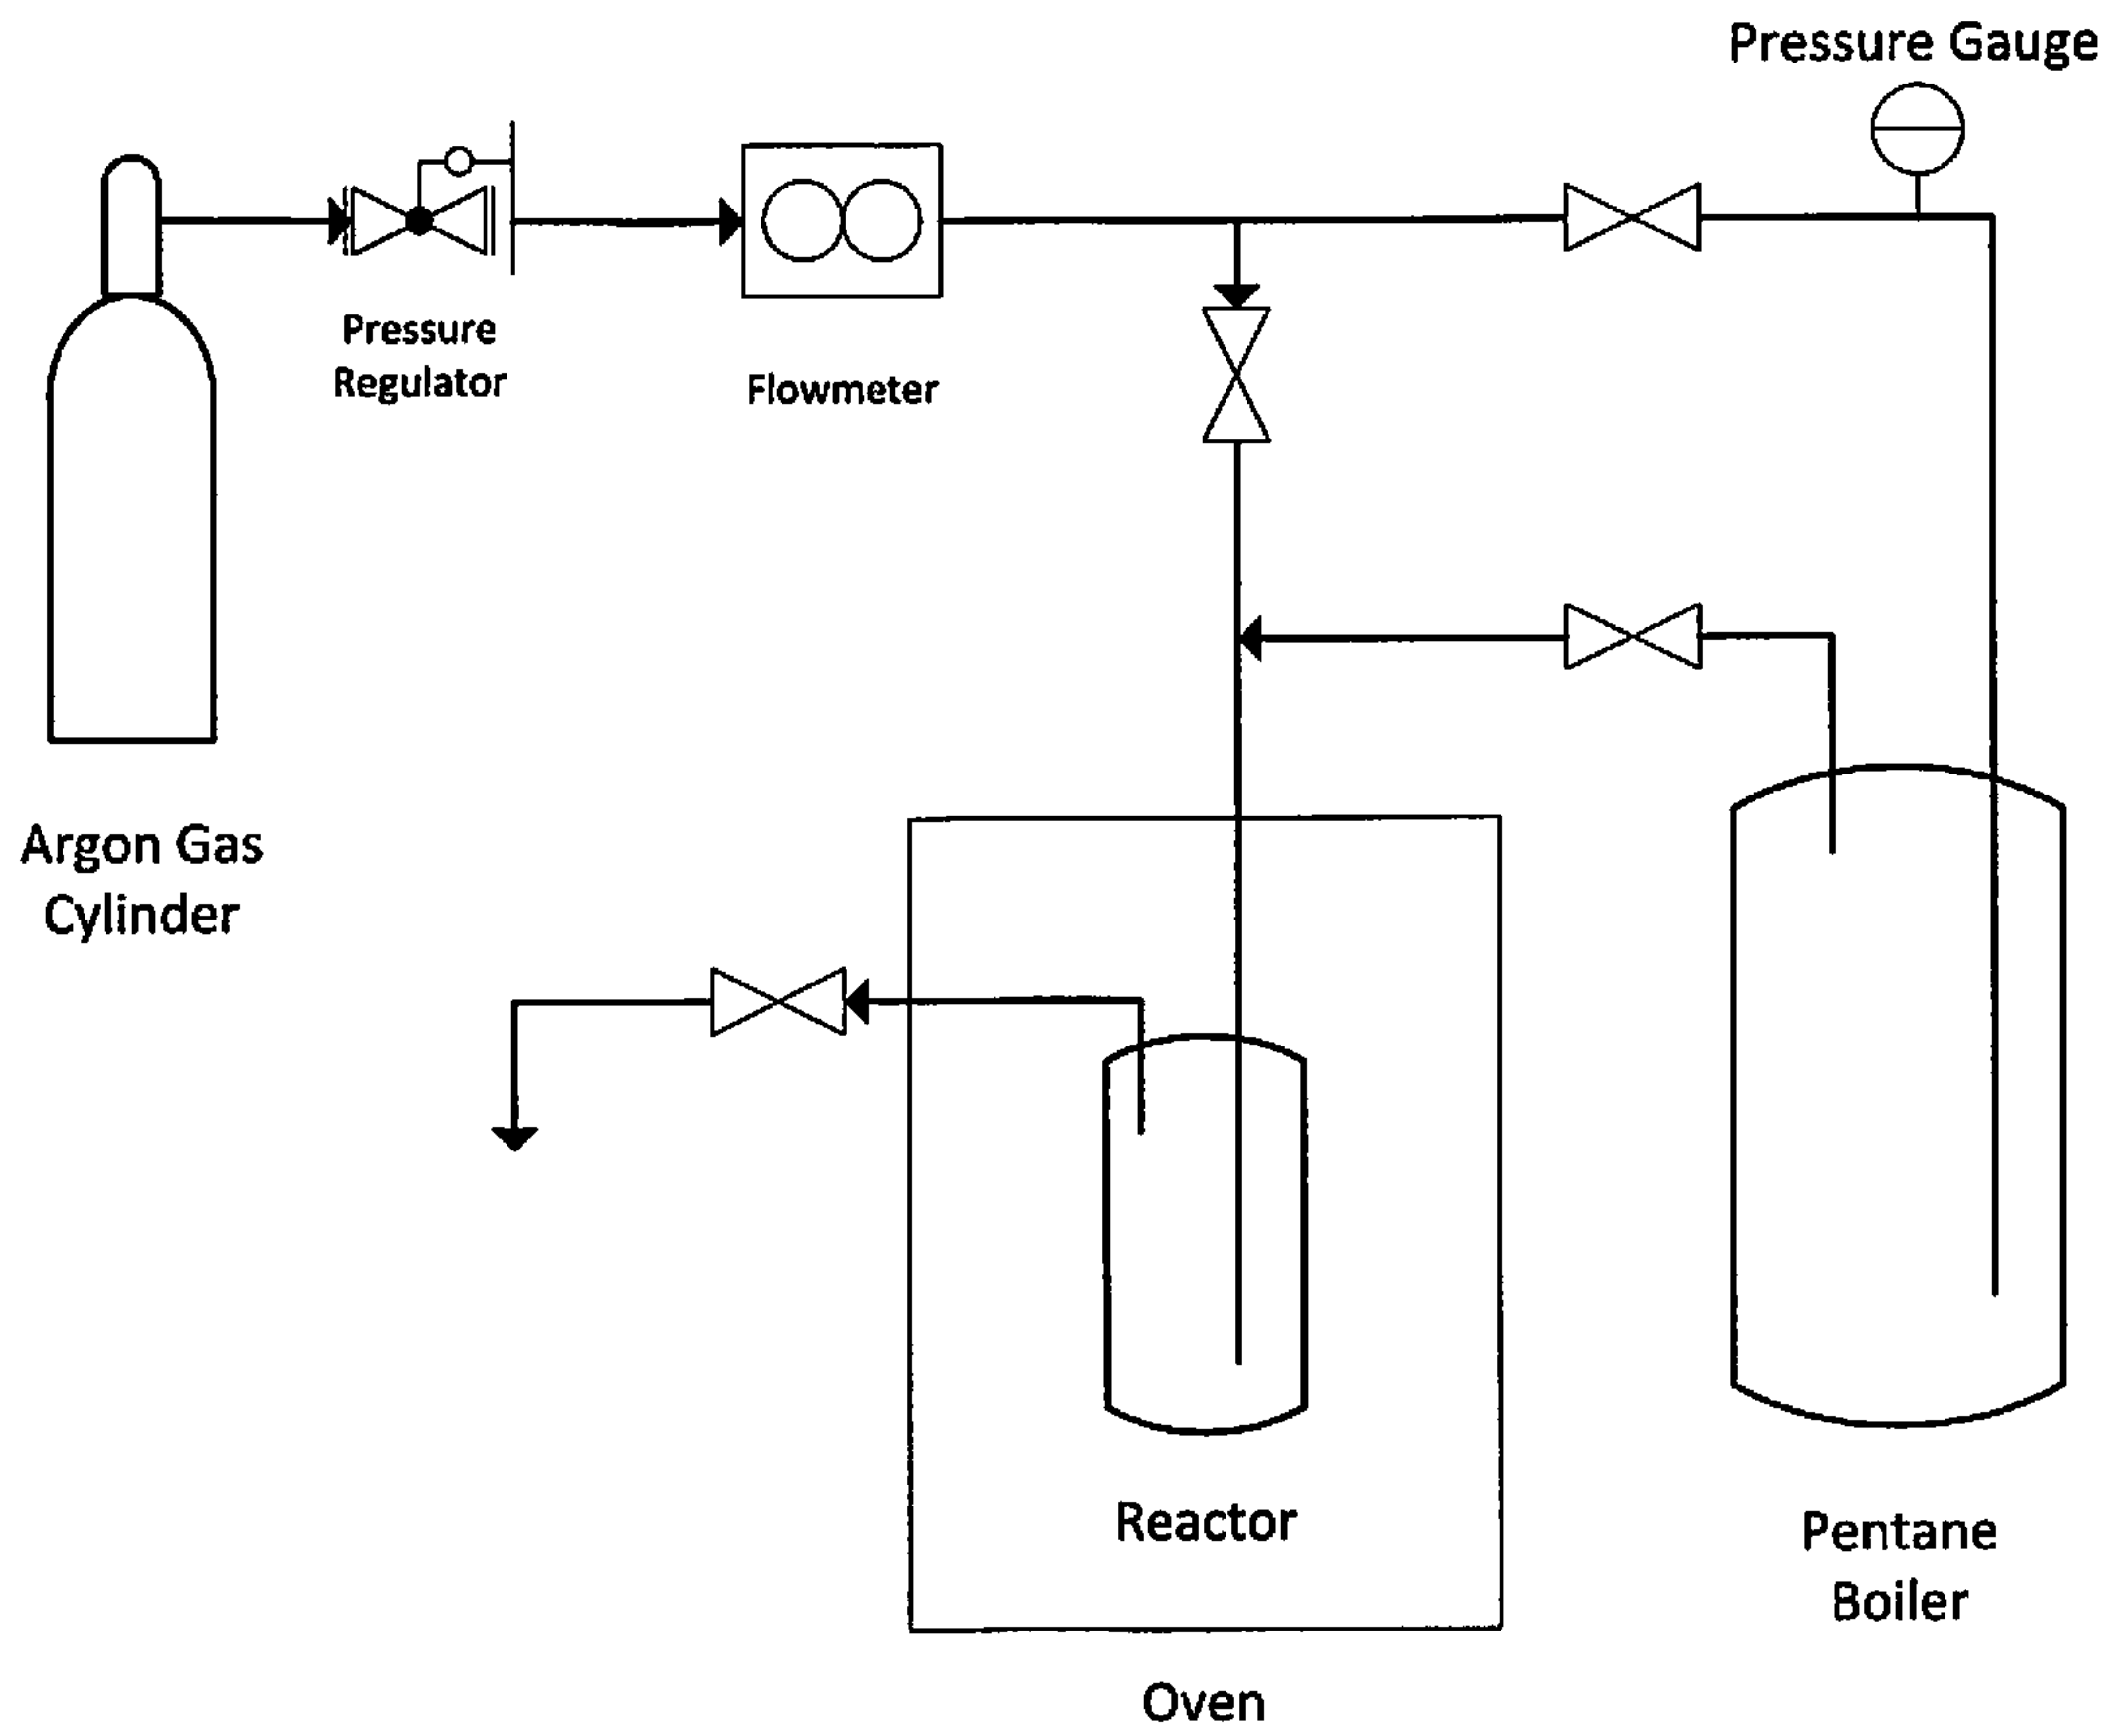 Pressure Gauge
Pressure
Regulator
Flowmeter
Argon Gas
Cylinder
Reactor
Pentane
Boiler
Oven